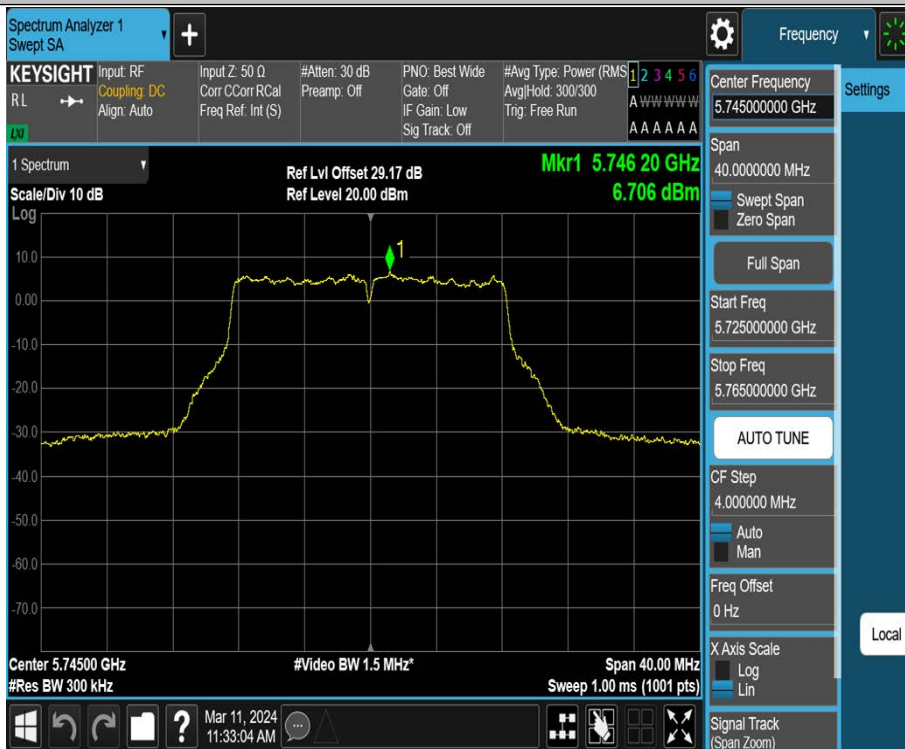 Spectrum Analyzer 1
Swept SA
Frequency
KEYSIGHT
RL
LXI
Input: RF
Coupling: DC
Align: Auto
Input Z: 50 Ω
Corr CCorr RCal
Freq Ref: Int (S)
#Atten: 30 dB
Preamp: Off
PNO: Best Wide
Gate: Off
IF Gain: Low
Sig Track: Off
#Avg Type: Power (RMS
Avg|Hold: 300/300
Trig: Free Run
1 2 3 4 5 6
A W W W W W
A A A A A A
1 Spectrum
Scale/Div 10 dB
Log
Ref Lvl Offset 29.17 dB
Ref Level 20.00 dBm
Mkr1 5.746 20 GHz
6.706 dBm
1
10.0
0.00
-10.0
-20.0
-30.0
-40.0
-50.0
-60.0
-70.0
Center 5.74500 GHz
#Res BW 300 kHz
#Video BW 1.5 MHz*
Span 40.00 MHz
Sweep 1.00 ms (1001 pts)
Mar 11, 2024
11:33:04 AM
Center Frequency
5.745000000 GHz
Span
40.0000000 MHz
Swept Span
Zero Span
Full Span
Start Freq
5.725000000 GHz
Stop Freq
5.765000000 GHz
AUTO TUNE
CF Step
4.000000 MHz
Auto
Man
Freq Offset
0 Hz
X Axis Scale
Log
Lin
Signal Track
(Span Zoom)
Settings
Local